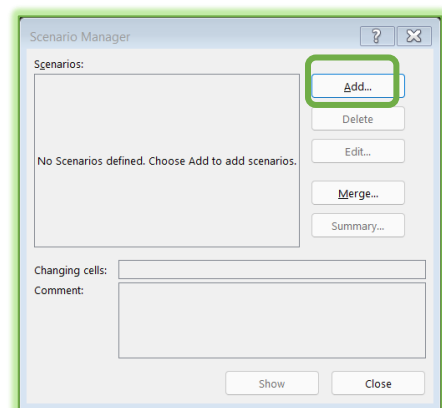 Scenario Manager
?
Scenarios:
Add...
Delete
Edit...
No Scenarios defined. Choose Add to add scenarios.
Merge...
Summary...
Changing cells:
Comment:
Show
Close